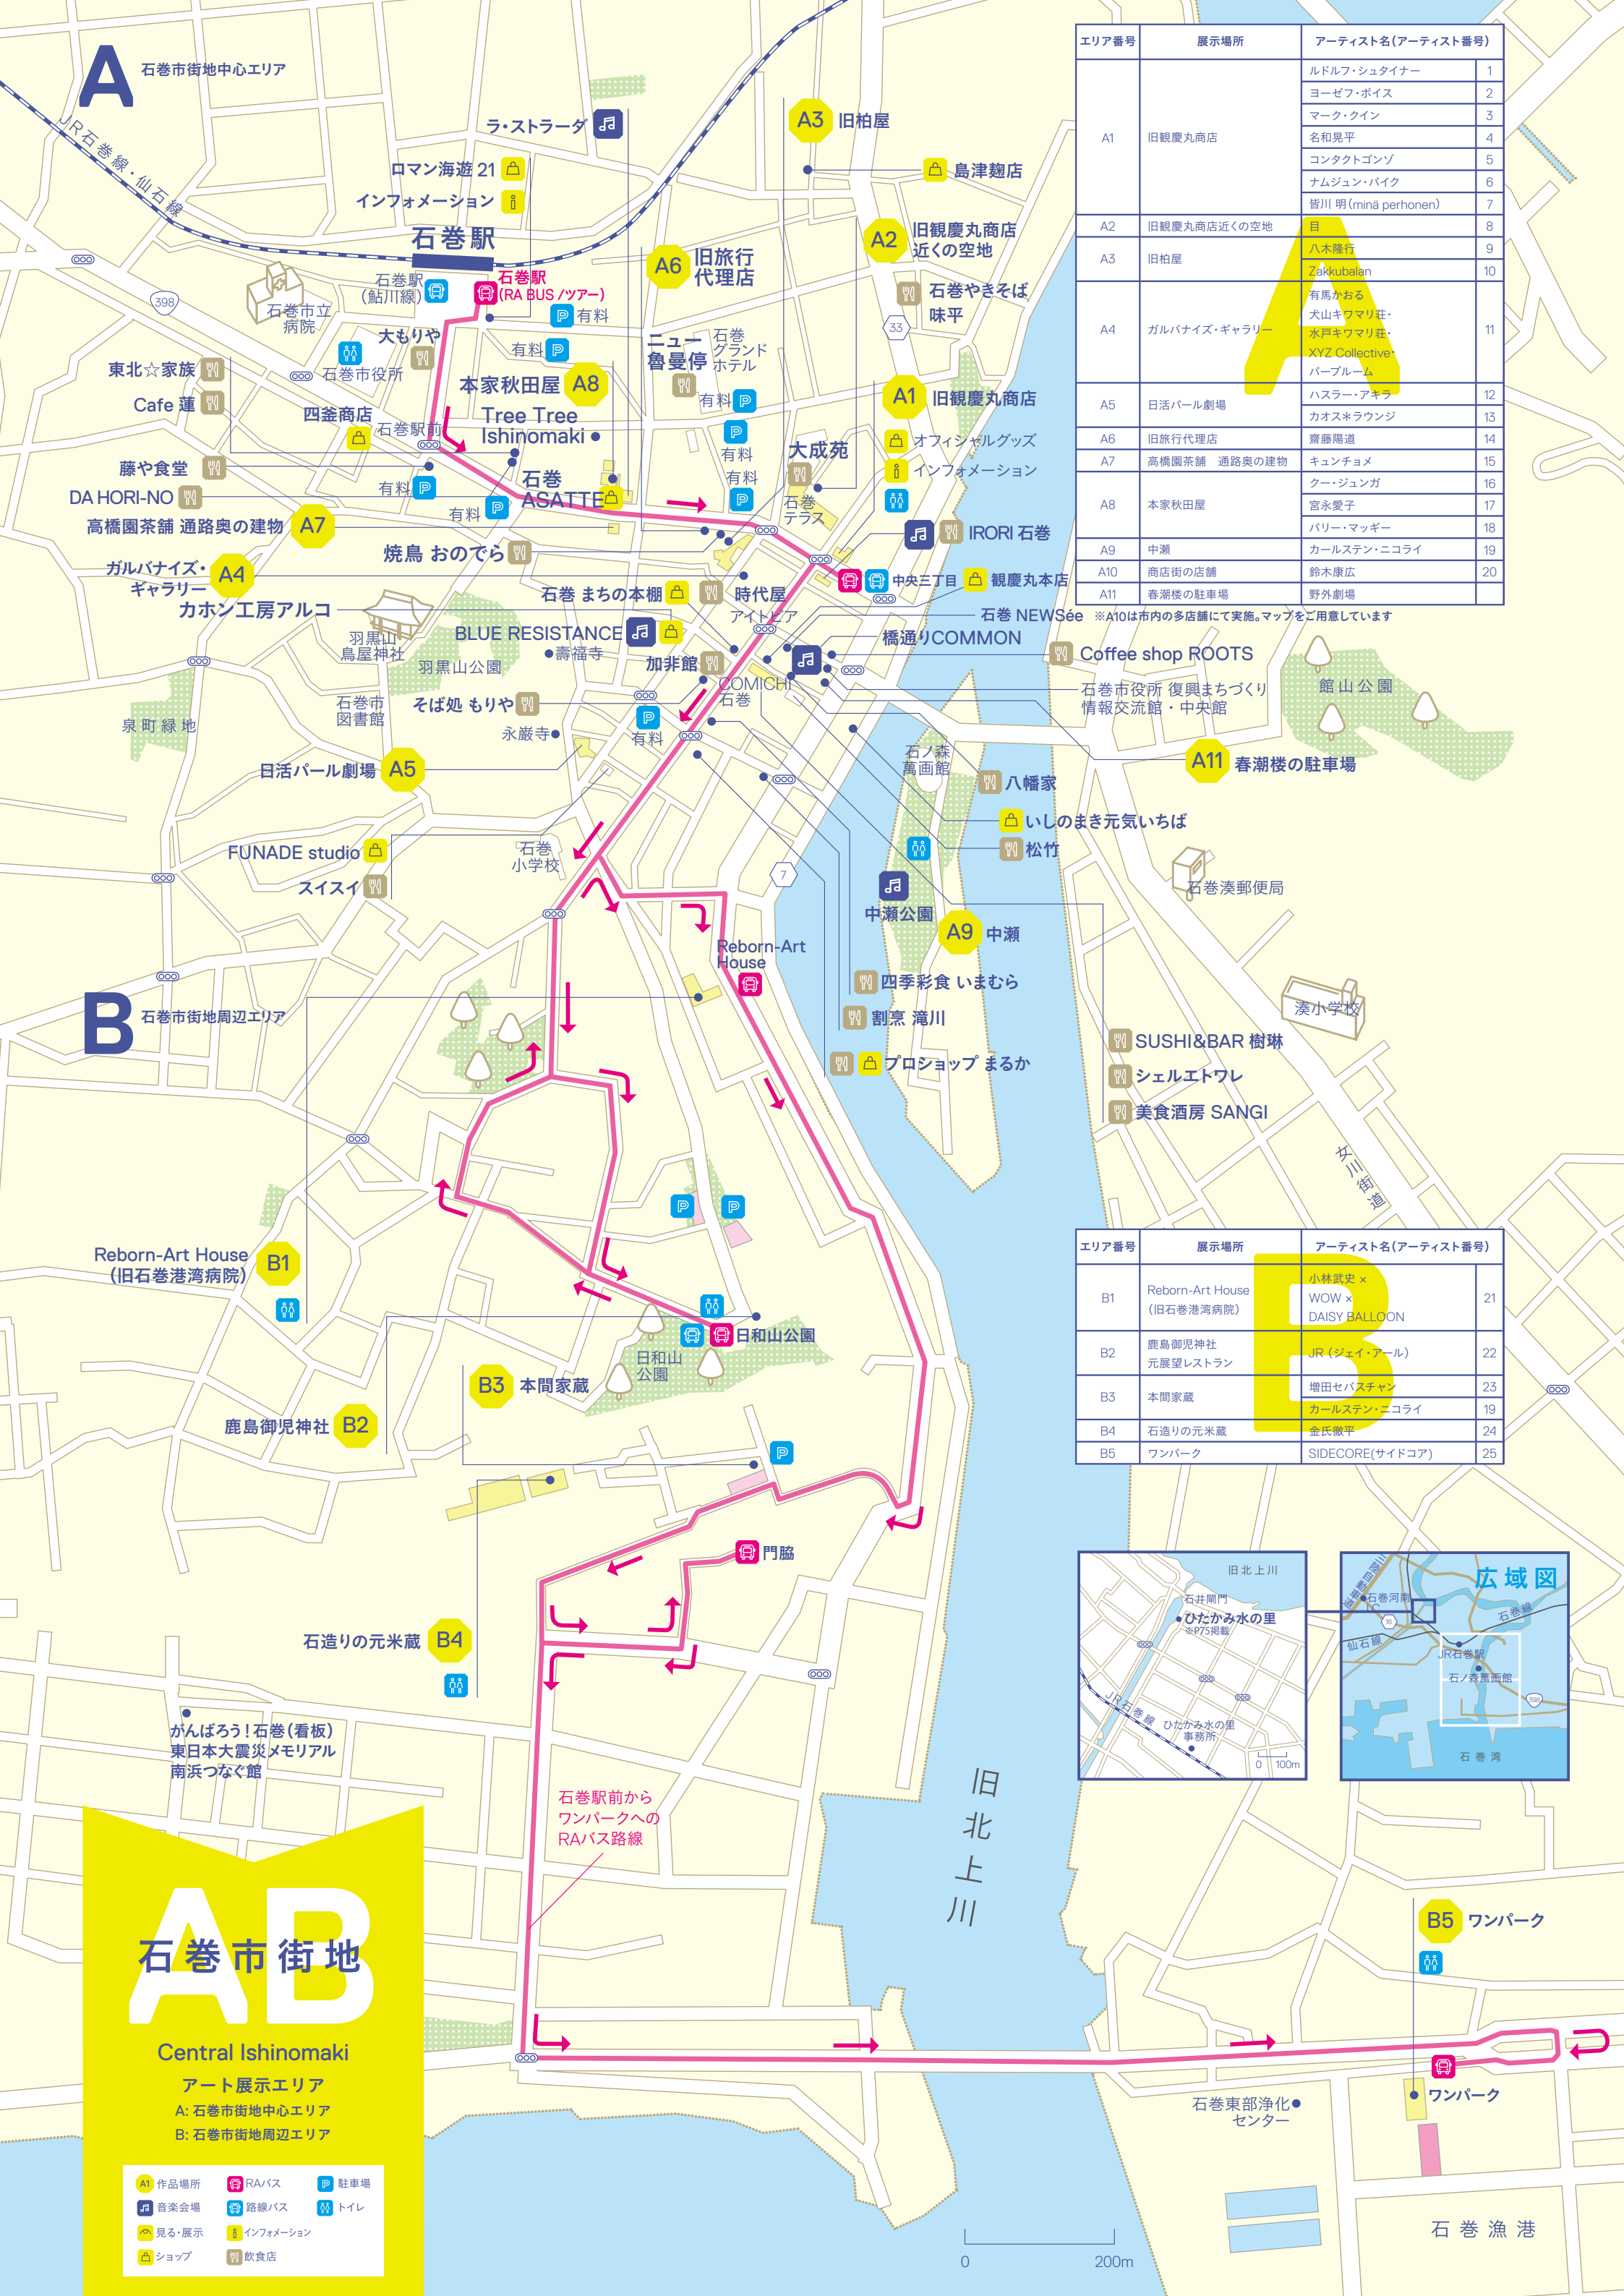 A
石巻市街地中心エリア
JR石巻線・仙石線
ラ・ストラーダ
ロマン海遊 21
インフォメーション
石巻駅
石巻駅
(鮎川線)
石巻駅
(RA BUS /ツアー)
398
石巻市立
病院
大もりや
有料
有料
石巻市役所
東北☆家族
Cafe 蓮
四釜商店
石巻駅前
本家秋田屋
A8
Tree Tree
Ishinomaki
藤や食堂
DA HORI-NO
有料
有料
石巻
ASATTE
高橋園茶舗 通路奥の建物
A7
焼鳥 おのでら
ガルバナイズ・
ギャラリー
A4
カホン工房アルコ
A3
旧柏屋
島津麹店
A2
旧観慶丸商店
近くの空地
A6
旧旅行
代理店
石巻やきそば
味平
33
ニュー
魯曼停
石巻
グランド
ホテル
有料
有料
有料
A1
旧観慶丸商店
オフィシャルグッズ
インフォメーション
大成苑
石巻
テラス
IRORI 石巻
中央三丁目
観慶丸本店
石巻 まちの本棚
時代屋
アイトピア
石巻 NEWSée
橋通りCOMMON
BLUE RESISTANCE
壽福寺
加非館
COMICHI
石巻
Coffee shop ROOTS
石巻市役所 復興まちづくり
情報交流館・中央館
羽黒山
鳥屋神社
羽黒山公園
石巻市
図書館
そば処 もりや
永巌寺
有料
泉町緑地
日活パール劇場
A5
館山公園
A11
春潮楼の駐車場
石ノ森
萬画館
八幡家
いしのまき元気いちば
松竹
FUNADE studio
スイスイ
石巻
小学校
7
中瀬公園
A9
中瀬
石巻湊郵便局
Reborn-Art
House
四季彩食 いまむら
割烹 滝川
プロショップ まるか
湊小学校
SUSHI&BAR 樹琳
シェルエトワレ
美食酒房 SANGI
女川街道
エリア番号 展示場所 アーティスト名(アーティスト番号)
A1 旧観慶丸商店 ルドルフ・シュタイナー 1
ヨーゼフ・ボイス 2
マーク・クイン 3
名和晃平 4
コンタクトゴンゾ 5
ナムジュン・パイク 6
皆川 明(minä perhonen) 7
A2 旧観慶丸商店近くの空地 目 8
A3 旧柏屋 八木隆行 9
Zakkubalan 10
A4 ガルバナイズ・ギャラリー 有馬かおる
犬山キワマリ荘・
水戸キワマリ荘・
XYZ Collective・
パープルーム 11
A5 日活パール劇場 ハスラー・アキラ 12
カオス*ラウンジ 13
A6 旧旅行代理店 齋藤陽道 14
A7 高橋園茶舗 通路奥の建物 キュンチョメ 15
A8 本家秋田屋 クー・ジュンガ 16
宮永愛子 17
バリー・マッギー 18
A9 中瀬 カールステン・ニコライ 19
A10 商店街の店舗 鈴木康広 20
A11 春潮楼の駐車場 野外劇場
A
※A10は市内の多店舗にて実施。マップをご用意しています
B
石巻市街地周辺エリア
Reborn-Art House
(旧石巻港湾病院)
B1
日和山公園
日和山
公園
B3
本間家蔵
鹿島御児神社
B2
門脇
石造りの元米蔵
B4
がんばろう!石巻(看板)
東日本大震災メモリアル
南浜つなぐ館
石巻駅前から
ワンパークへの
RAバス路線
旧北上川
エリア番号 展示場所 アーティスト名(アーティスト番号)
B1 Reborn-Art House
(旧石巻港湾病院) 小林武史 ×
WOW ×
DAISY BALLOON 21
B2 鹿島御児神社
元展望レストラン JR (ジェイ・アール) 22
B3 本間家蔵 増田セバスチャン 23
カールステン・ニコライ 19
B4 石造りの元米蔵 金氏徹平 24
B5 ワンパーク SIDECORE(サイドコア) 25
B
旧北上川
石井閘門
ひたかみ水の里
※P75掲載
JR石巻線
ひたかみ水の里
事務所
0 100m
広域図
三陸自動車道
石巻河南
16
仙石線
石巻線
JR石巻駅
石ノ森萬画館
398
石巻湾
B5
ワンパーク
ワンパーク
石巻東部浄化
センター
石巻漁港
0 200m
AB
石巻市街地
Central Ishinomaki
アート展示エリア
A: 石巻市街地中心エリア
B: 石巻市街地周辺エリア
A1 作品場所
RAバス
駐車場
音楽会場
路線バス
トイレ
見る・展示
インフォメーション
ショップ
飲食店